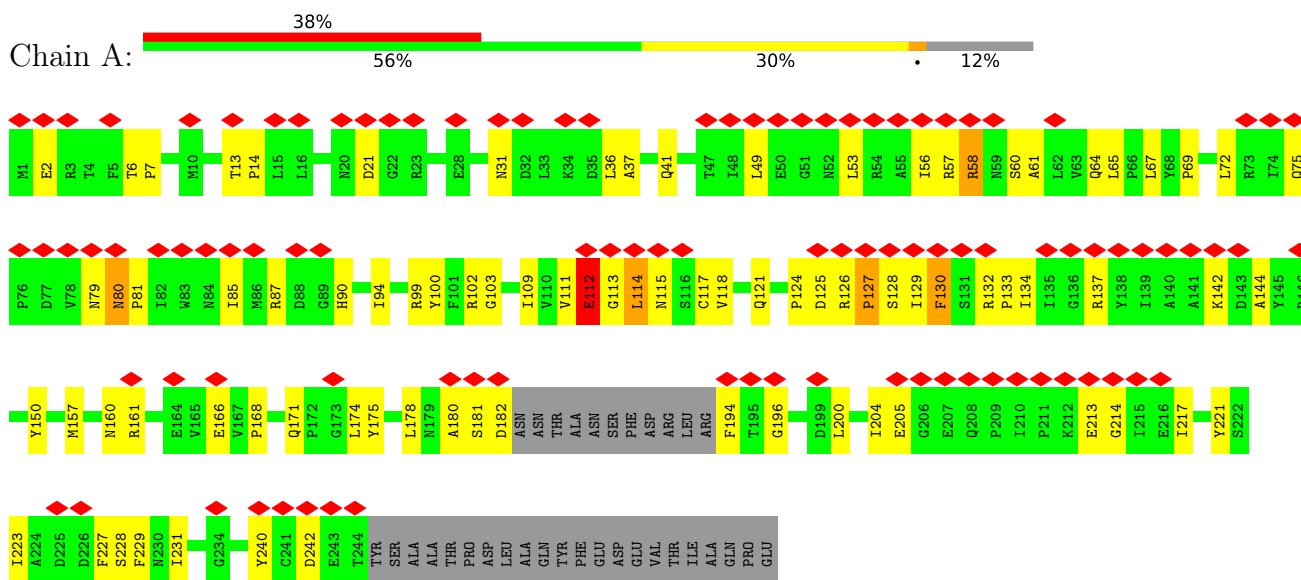 38%
Chain A:
56% 30% • 12%
M1 E2 R3 T4 F5 T6 P7 M10 T13 P14 L15 L16 N20 D21 G22 R23 E28 N31 D32 L33 K34 D35 L36 A37 Q41 T47 I48 L49 E50 G51 N52 L53 R54 A55 I56 R57 R58 N59 S60 A61 L62 V63 Q64 L65 P66 L67 Y68 P69 L72 R73 I74 Q75
P76 D77 V78 N79 N80 P81 I82 W83 N84 I85 M86 R87 D88 G89 H90 I94 R99 Y100 F101 R102 G103 I109 V110 V111 E112 G113 L114 N115 S116 C117 V118 Q121 P124 D125 R126 P127 S128 I129 F130 S131 R132 P133 I134 I135 G136 R137 Y138 I139 A140 A141 K142 D143 A144 Y145
Y150 M157 N160 R161 E164 V165 E166 V167 P168 Q171 P172 G173 L174 Y175 L178 N179 A180 S181 D182 ASN ASN THR ALA ASN SER PHE ASP ARG LEU ARG F194 T195 G196 D199 L200 I204 E205 G206 E207 Q208 P209 I210 P211 K212 E213 G214 I215 E216 I217 Y221 S222
I223 A224 D225 D226 F227 S228 F229 N230 I231 G234 Y240 C241 D242 E243 T244 TYR SER ALA ALA THR PRO ASP LEU ALA GLN TYR PHE GLU ASP GLU VAL THR ILE ALA GLN PRO GLU